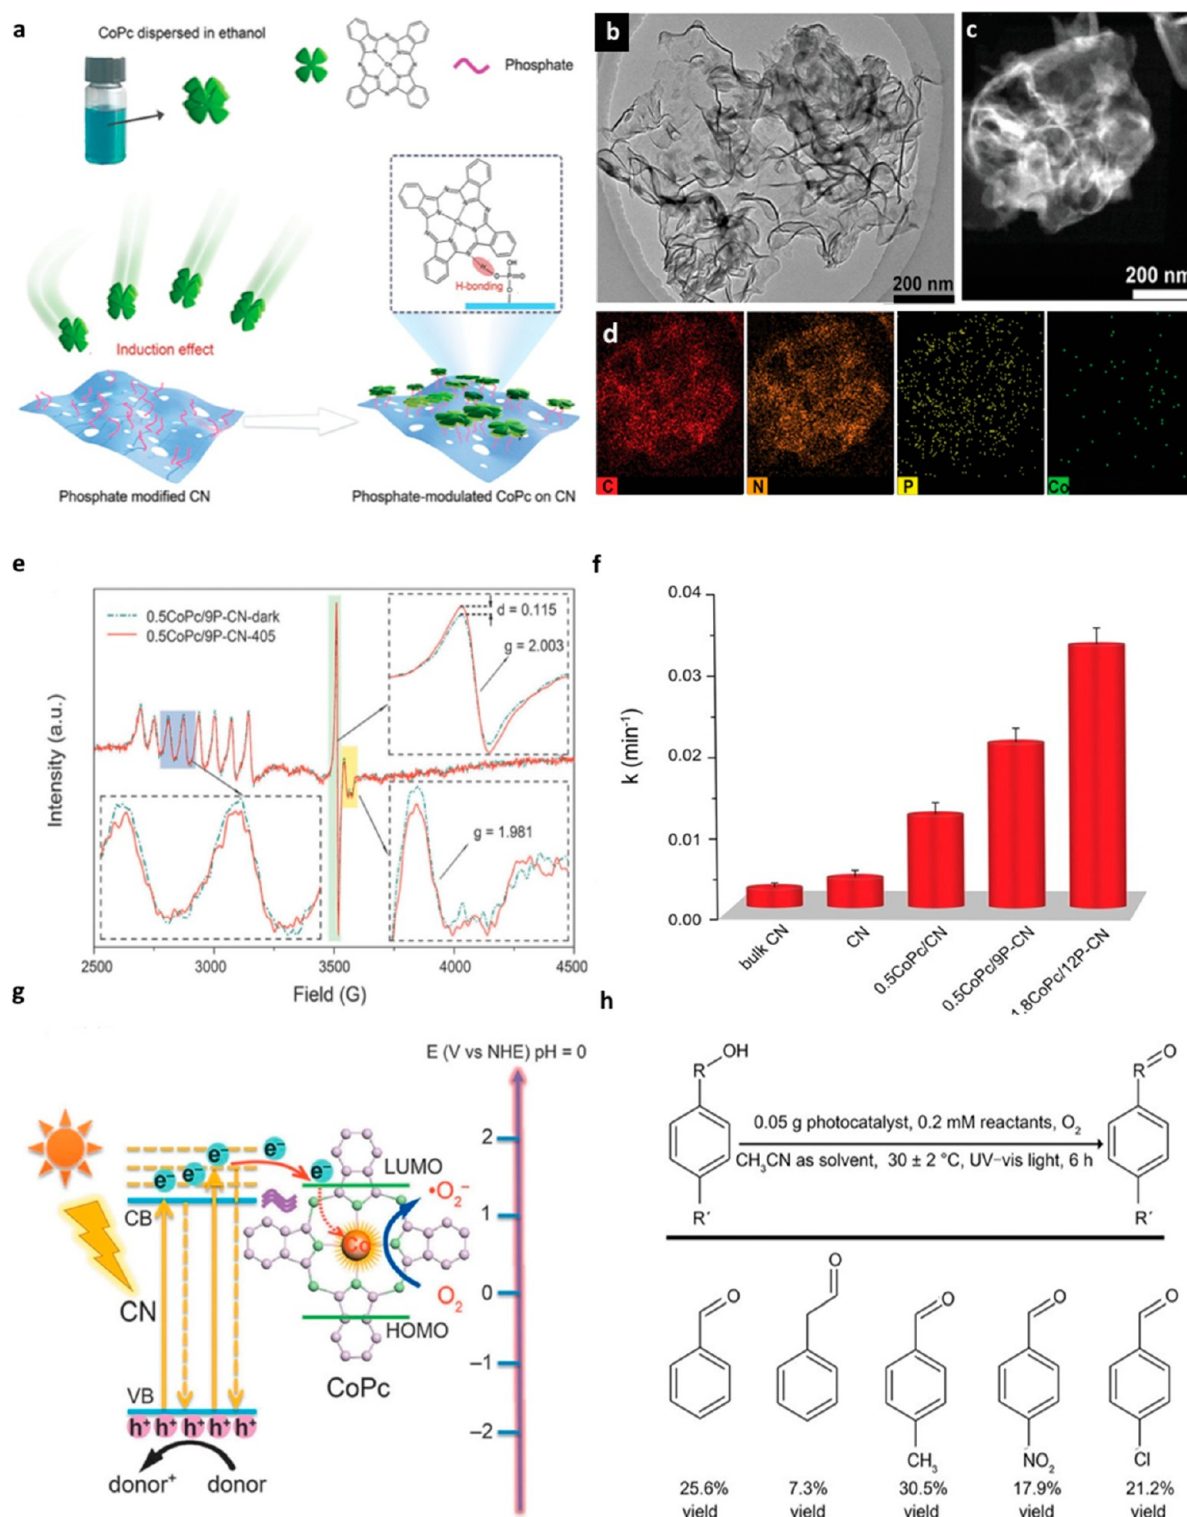 a
CoPc dispersed in ethanol
Phosphate
H-bonding
OH
Induction effect
Phosphate modified CN
Phosphate-modulated CoPc on CN
b
200 nm
c
200 nm
d
C
N
P
Co
e
0.5CoPc/9P-CN-dark
0.5CoPc/9P-CN-405
d = 0.115
g = 2.003
g = 1.981
Intensity (a.u.)
2500
3000
3500
4000
4500
Field (G)
f
0.04
0.03
0.02
0.01
0.00
k (min⁻¹)
bulk CN
CN
0.5CoPc/CN
0.5CoPc/9P-CN
1.8CoPc/12P-CN
g
E (V vs NHE) pH = 0
2
1
0
−1
−2
e⁻
e⁻
e⁻
e⁻
e⁻
LUMO
•O₂⁻
CB
Co
CN
O₂
HOMO
CoPc
VB
h⁺ h⁺ h⁺ h⁺ h⁺
donor⁺
donor
h
OH
R
R′
0.05 g photocatalyst, 0.2 mM reactants, O₂
CH₃CN as solvent, 30 ± 2 °C, UV−vis light, 6 h
O
R
R′
O
O
O
O
O
CH₃
NO₂
Cl
25.6%
yield
7.3%
yield
30.5%
yield
17.9%
yield
21.2%
yield